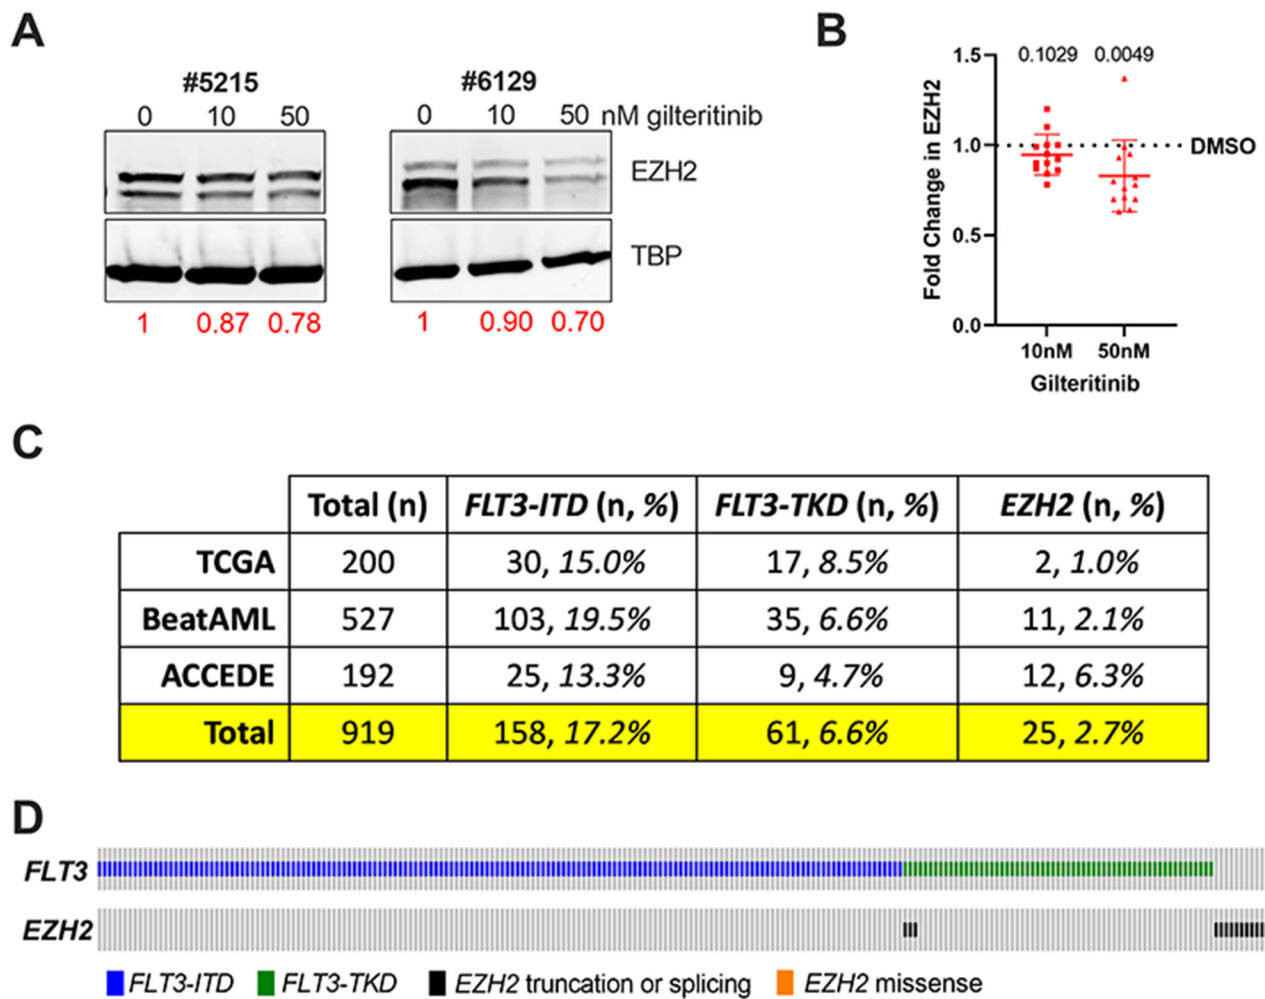 A
#5215
0 10 50
#6129
0 10 50 nM gilteritinib
EZH2
TBP
1 0.87 0.78
1 0.90 0.70
B
0.1029 0.0049
1.5
1.0
0.5
0.0
Fold Change in EZH2
DMSO
10nM 50nM
Gilteritinib
C
Total (n) FLT3-ITD (n, %) FLT3-TKD (n, %) EZH2 (n, %)
TCGA 200 30, 15.0% 17, 8.5% 2, 1.0%
BeatAML 527 103, 19.5% 35, 6.6% 11, 2.1%
ACCEDE 192 25, 13.3% 9, 4.7% 12, 6.3%
Total 919 158, 17.2% 61, 6.6% 25, 2.7%
D
FLT3
EZH2
FLT3-ITD FLT3-TKD EZH2 truncation or splicing EZH2 missense